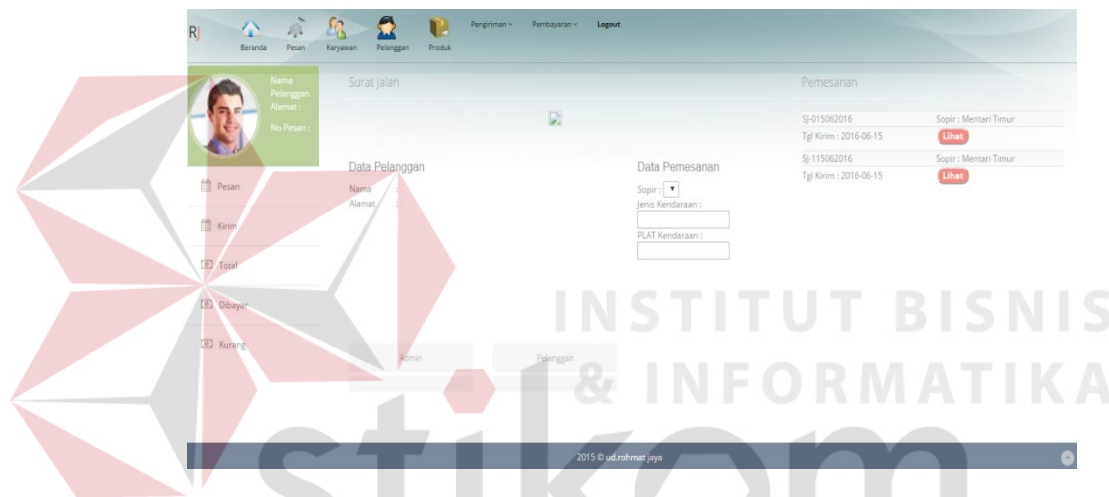 RJ
Beranda
Pesan
Karyawan
Pelanggan
Produk
Pengiriman
Pembayaran
Logout
Nama
Pelanggan
Alamat :
No Pesan :
Pesan
Kirim
Total
Dibayar
Kurang
Surat Jalan
Data Pelanggan
Nama :
Alamat :
Data Pemesanan
Sopir :
Jenis Kendaraan :
PLAT Kendaraan :
Admin
Pelanggan
Pemesanan
SJ-015062016 Sopir : Mentari Timur
Tgl Kirim : 2016-06-15 Lihat
SJ-115062016 Sopir : Mentari Timur
Tgl Kirim : 2016-06-15 Lihat
INSTITUT BISNIS
& INFORMATIKA
stikom
2015 © ud.rohmat jaya